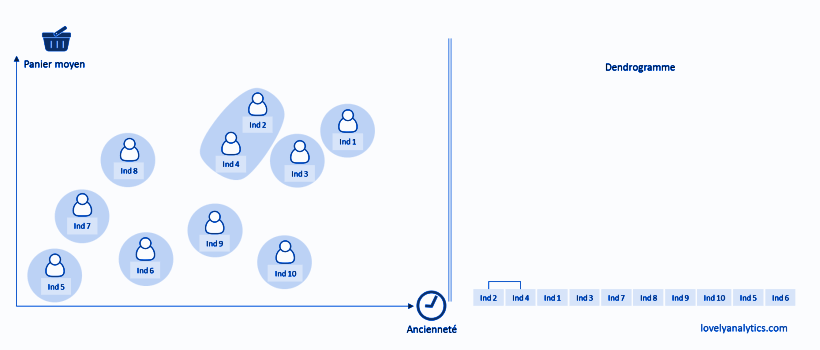 Panier moyen
Dendrogramme
Ind 2
Ind 1
Ind 4
Ind 8
Ind 3
Ind 7
Ind 9
Ind 6
Ind 10
Ind 5
Ind 2 Ind 4 Ind 1 Ind 3 Ind 7 Ind 8 Ind 9 Ind 10 Ind 5 Ind 6
Ancienneté
lovelyanalytics.com